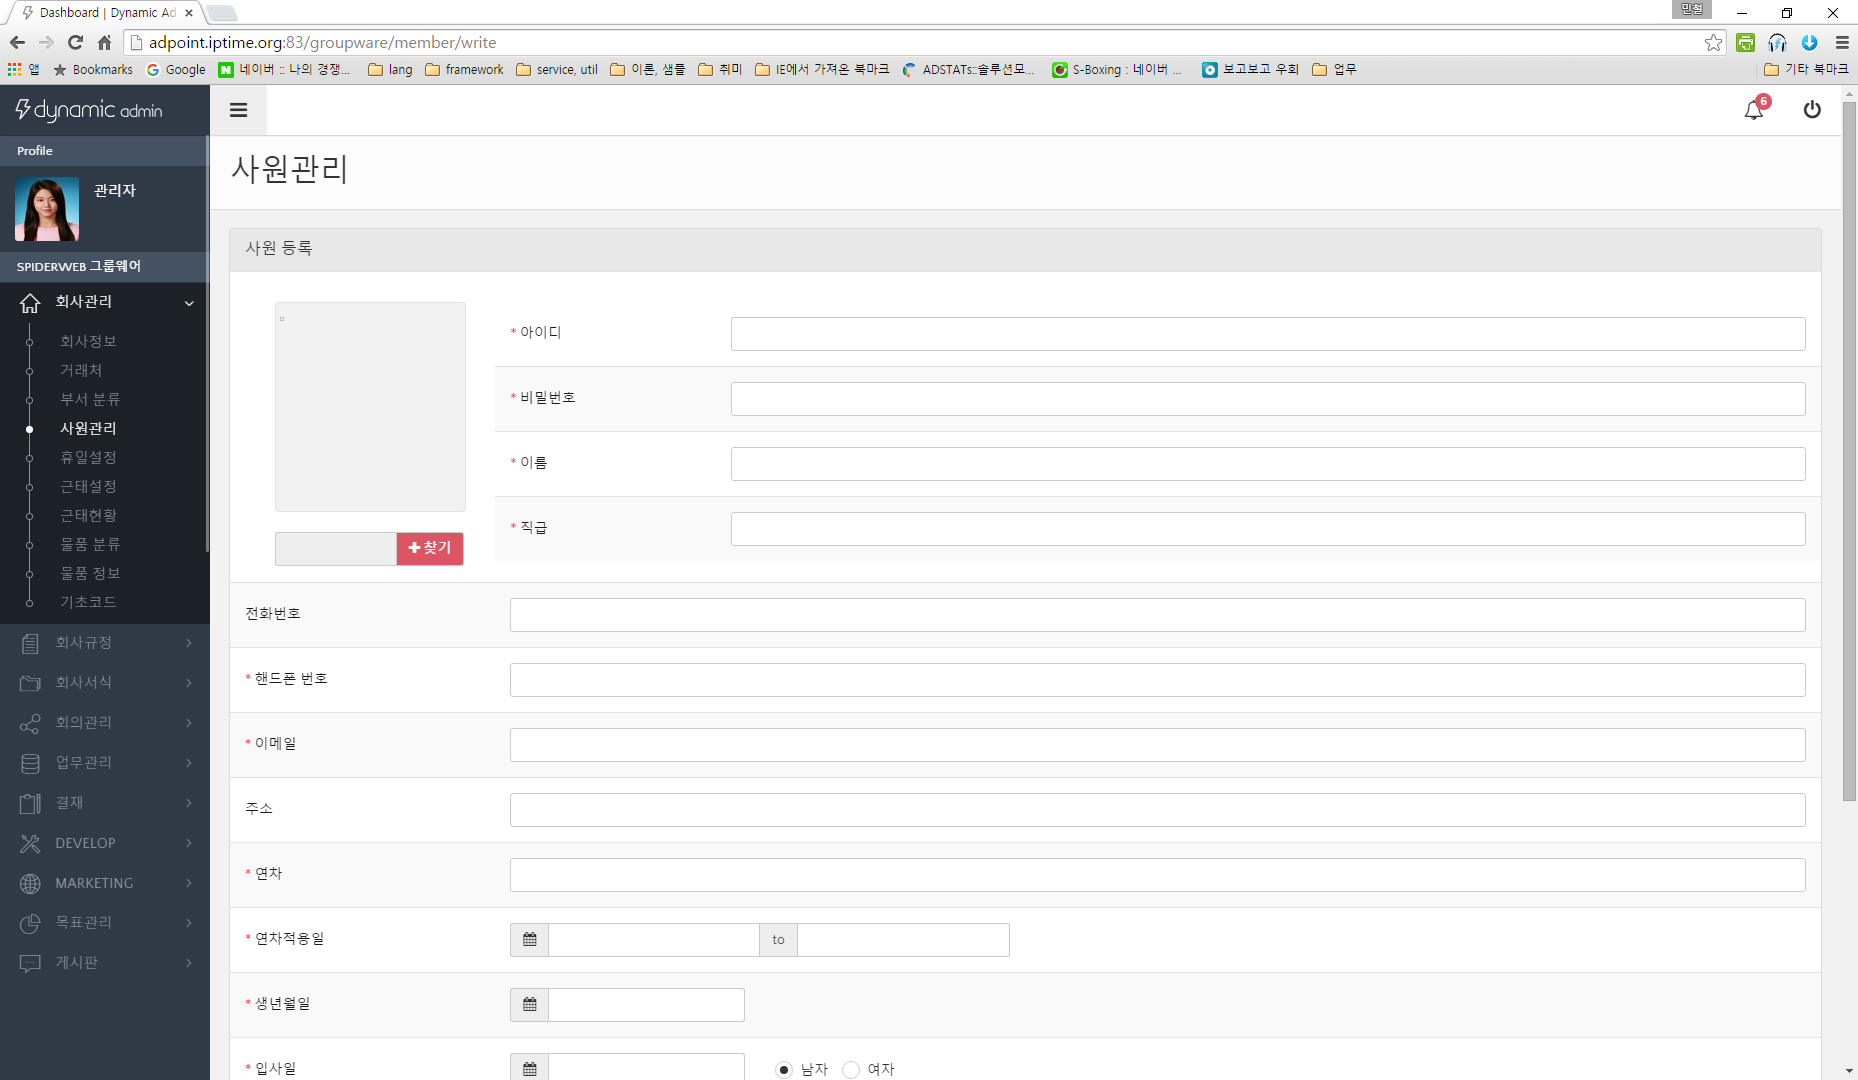 Dashboard | Dynamic Ad
민철
adpoint.iptime.org:83/groupware/member/write
앱 Bookmarks Google 네이버 :: 나의 경쟁... lang framework service, util 이론, 샘플 취미 IE에서 가져온 북마크 ADSTATs::솔루션모... S-Boxing : 네이버 ... 보고보고 우회 업무 기타 북마크
dynamic admin
6
Profile
관리자
SPIDERWEB 그룹웨어
회사관리
회사정보
거래처
부서 분류
사원관리
휴일설정
근태설정
근태현황
물품 분류
물품 정보
기초코드
회사규정
회사서식
회의관리
업무관리
결재
DEVELOP
MARKETING
목표관리
게시판
사원관리
사원 등록
* 아이디
* 비밀번호
* 이름
* 직급
찾기
전화번호
* 핸드폰 번호
* 이메일
주소
* 연차
* 연차적용일 to
* 생년월일
* 입사일 남자 여자